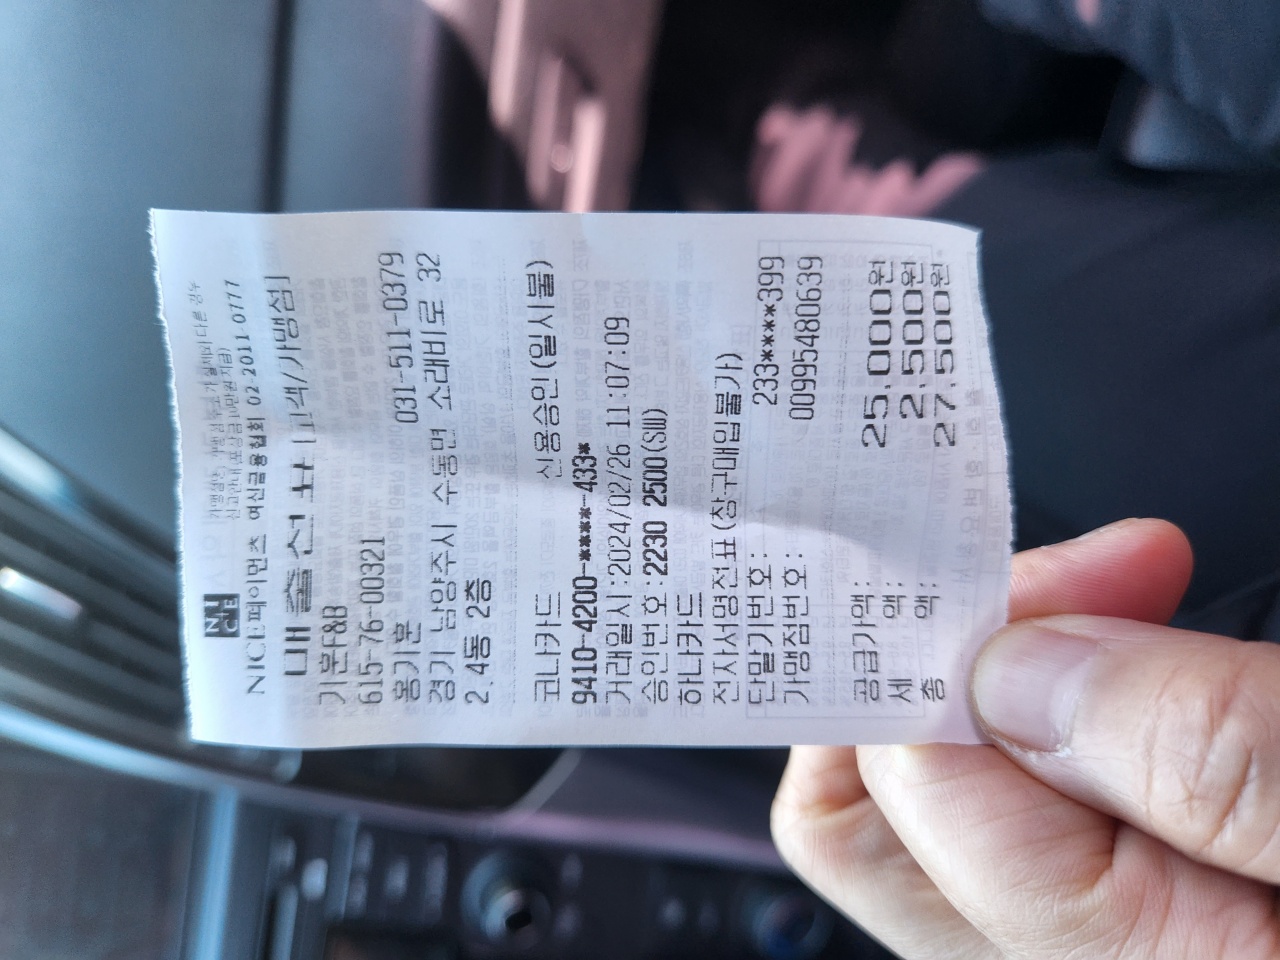 NICE
NICE페이먼츠 여신금융협회 02-2011-0777
매출전표[고객/가맹점]
기운F&B
615-76-00321
홍기운 031-511-0379
경기 남양주시 수동면 소래비로 32
2,4동 2층
코나카드 신용승인(일시불)
9410-4200-****-433*
거래일시:2024/02/26 11:07:09
승인번호:2230 2500(SW)
하나카드
전자서명전표(창구매입불가)
단말기번호: 233****399
가맹점번호: 00995480639
공급가액: 25,000원
세 액: 2,500원
총 액: 27,500원